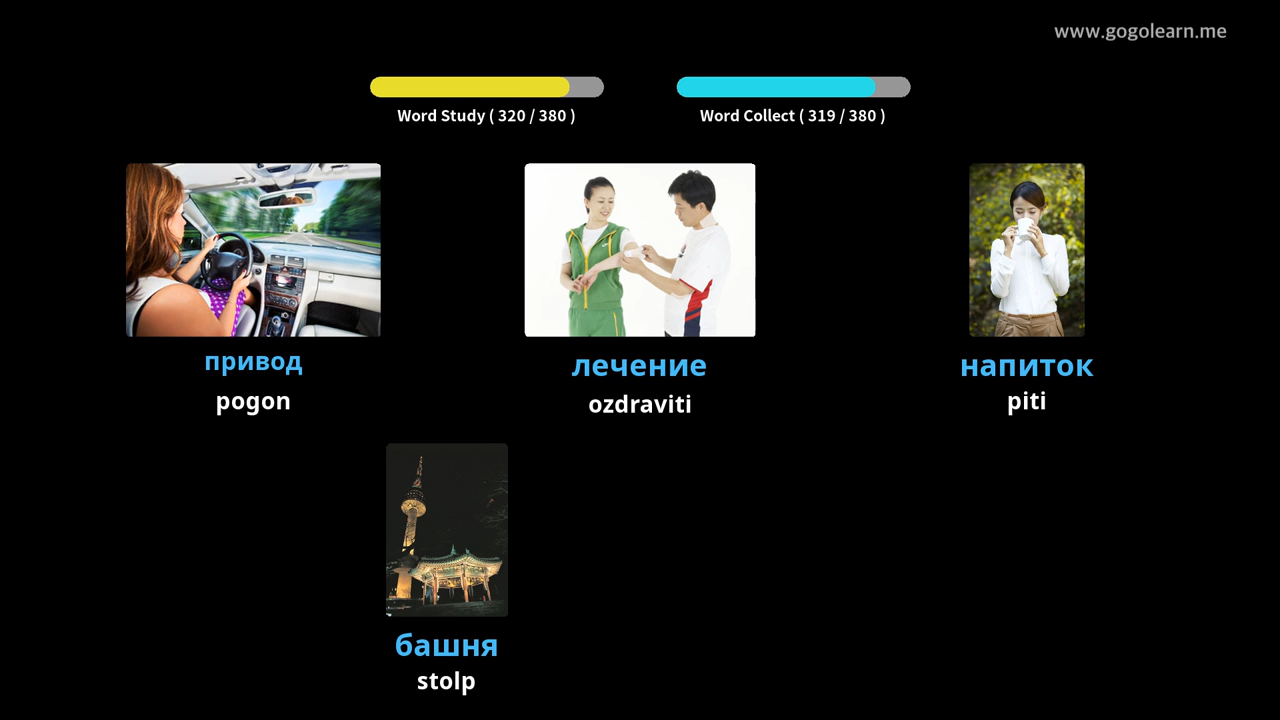 www.gogolearn.me
Word Study ( 320 / 380 )
Word Collect ( 319 / 380 )
привод
pogon
лечение
ozdraviti
напиток
piti
башня
stolp